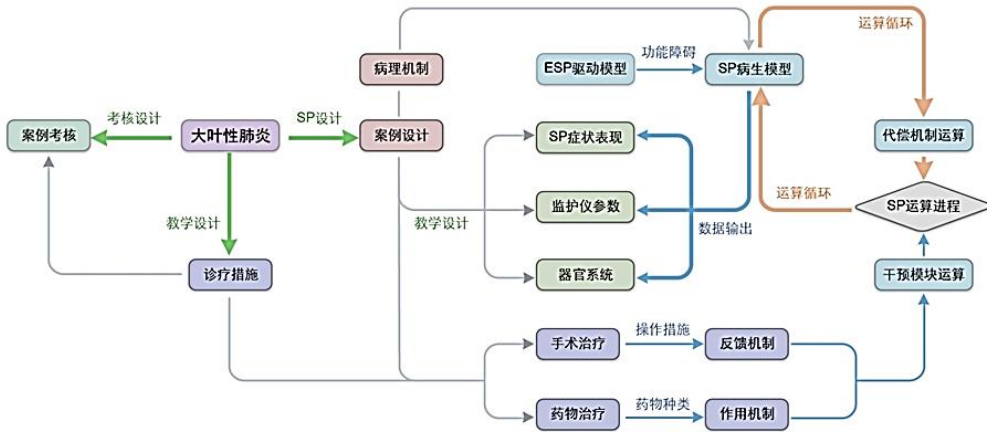 运算循环
功能障碍
病理机制
ESP驱动模型
SP病生模型
考核设计
SP设计
案例考核
大叶性肺炎
案例设计
SP症状表现
代偿机制运算
教学设计
教学设计
监护仪参数
数据输出
运算循环
SP运算进程
诊疗措施
器官系统
干预模块运算
操作措施
手术治疗
反馈机制
药物种类
药物治疗
作用机制